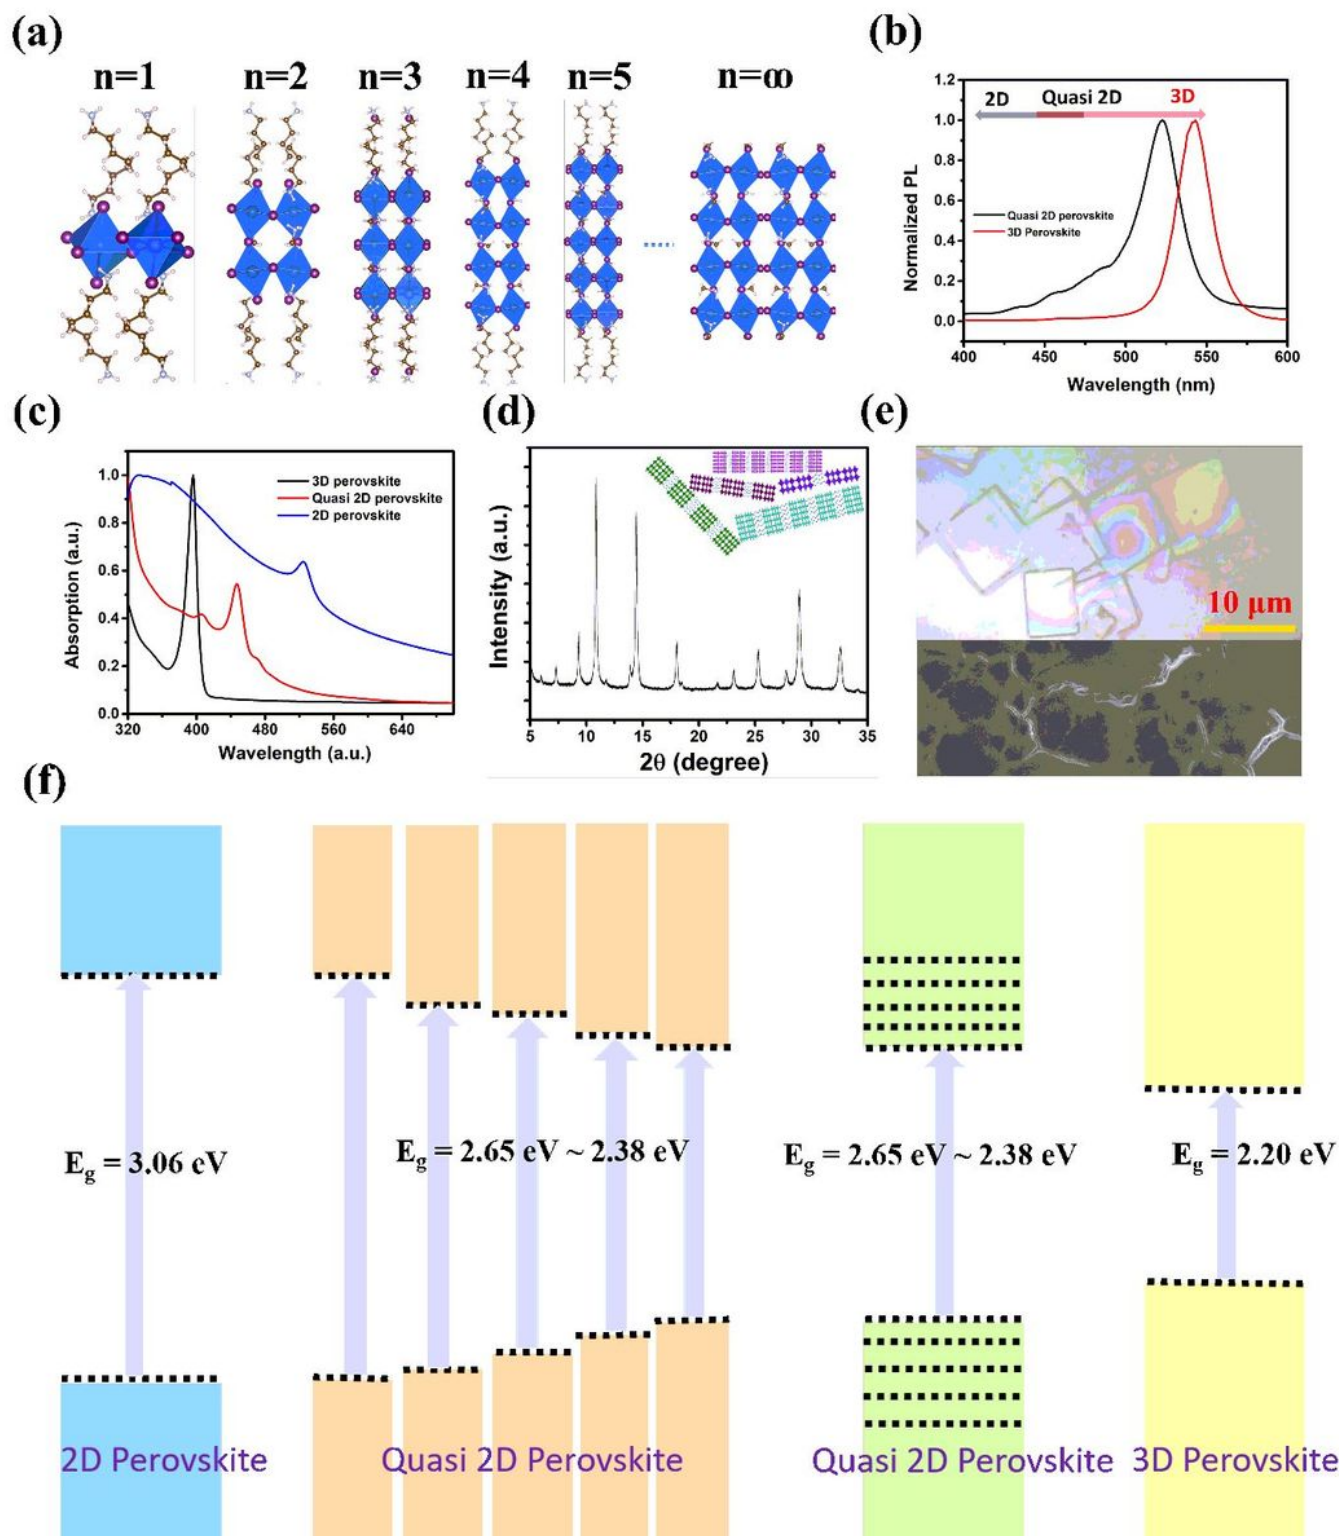 (a)
n=1 n=2 n=3 n=4 n=5 n=∞
(b)
Normalized PL
1.2
1.0
0.8
0.6
0.4
0.2
0.0
2D Quasi 2D 3D
Quasi 2D perovskite
3D Perovskite
400 450 500 550 600
Wavelength (nm)
(c)
Absorption (a.u.)
1.0
0.8
0.6
0.4
0.2
0.0
3D perovskite
Quasi 2D perovskite
2D perovskite
320 400 480 560 640
Wavelength (a.u.)
(d)
Intensity (a.u.)
5 10 15 20 25 30 35
2θ (degree)
(e)
10 μm
(f)
E_g = 3.06 eV
E_g = 2.65 eV ~ 2.38 eV
E_g = 2.65 eV ~ 2.38 eV
E_g = 2.20 eV
2D Perovskite
Quasi 2D Perovskite
Quasi 2D Perovskite
3D Perovskite